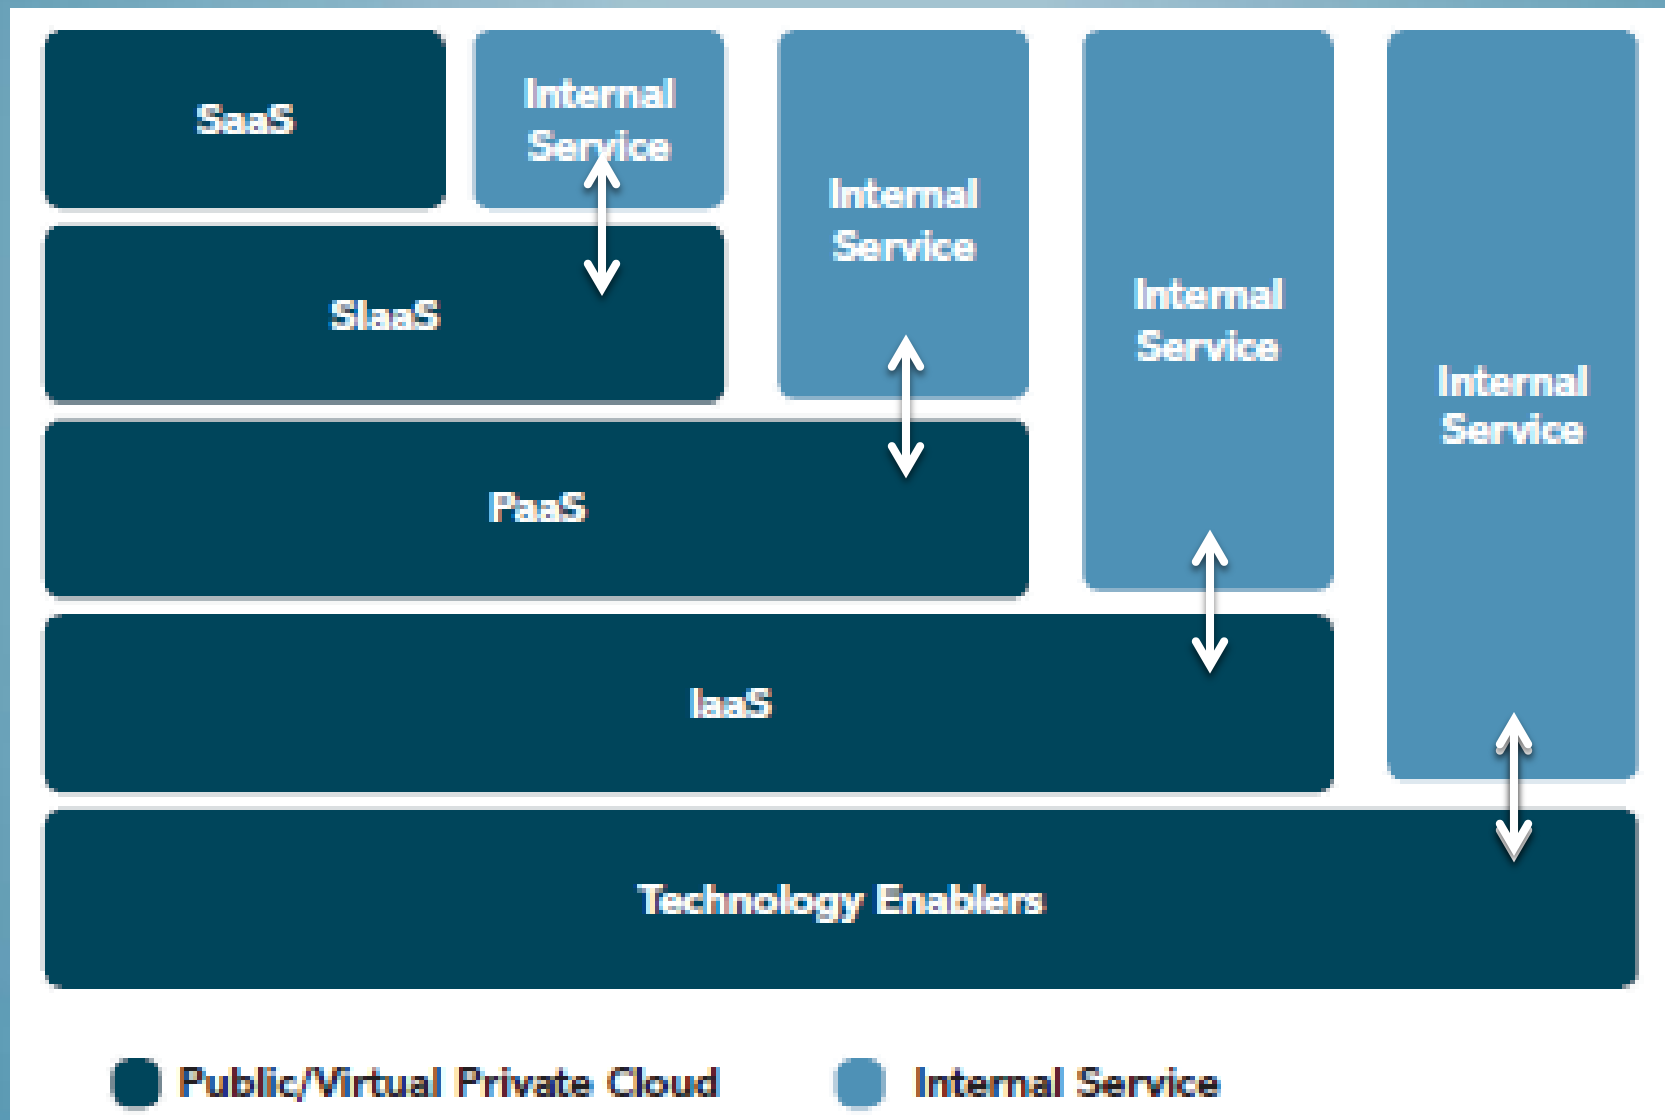 SaaS
Internal
Service
Internal
Service
Internal
Service
Internal
Service
SIaaS
PaaS
IaaS
Technology Enablers
Public/Virtual Private Cloud
Internal Service